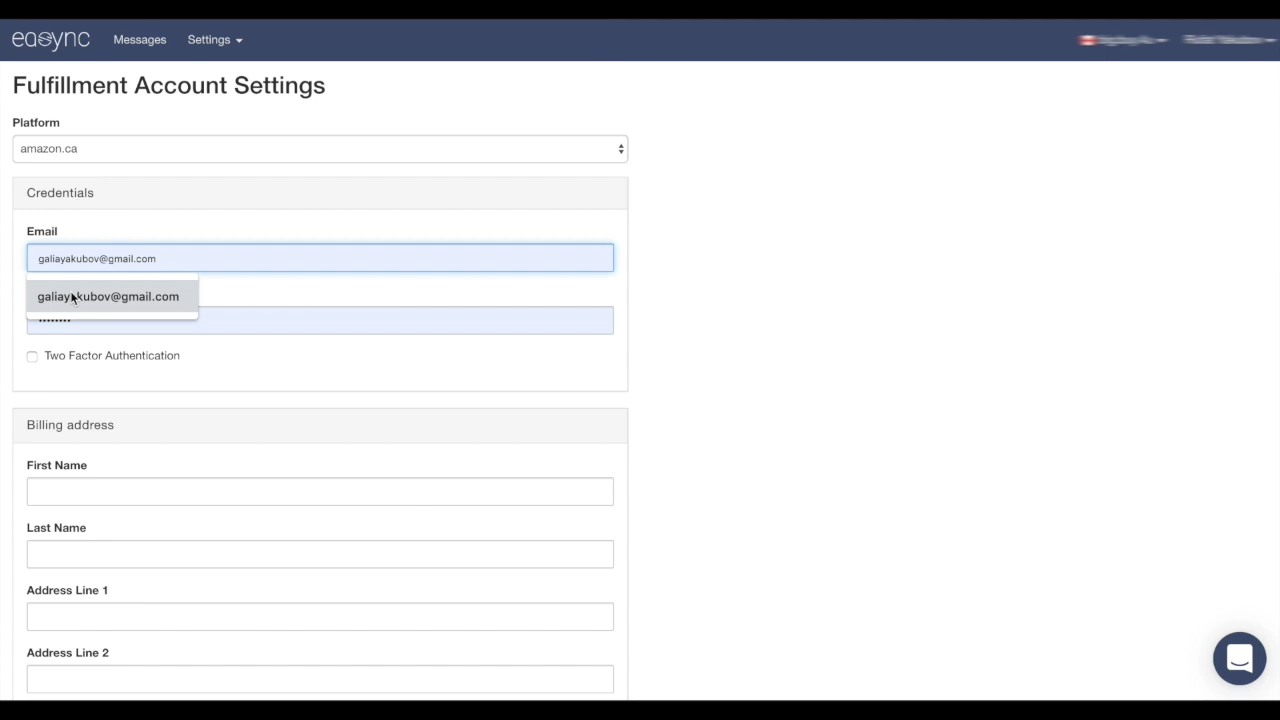 easync Messages Settings
Fulfillment Account Settings
Platform
amazon.ca
Credentials
Email
galiayakubov@gmail.com
galiayakubov@gmail.com
Two Factor Authentication
Billing address
First Name
Last Name
Address Line 1
Address Line 2